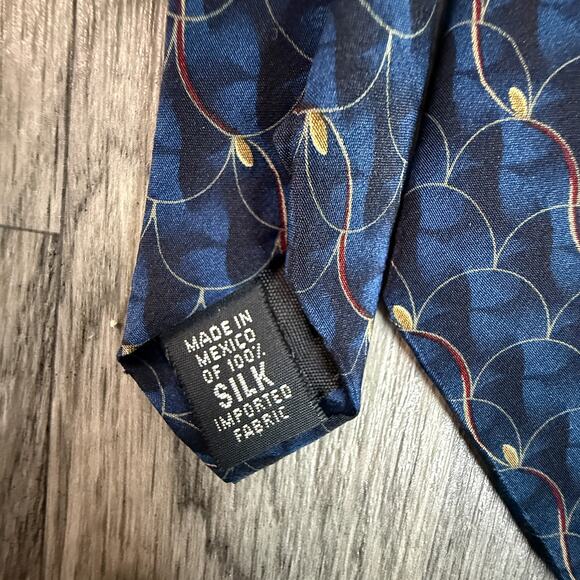 MADE IN
MEXICO
OF 100%
SILK
IMPORTED
FABRIC